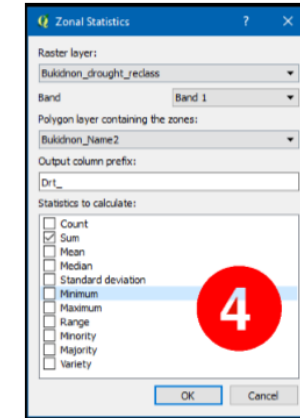 Zonal Statistics ? ×
Raster layer:
Bukidnon_drought_reclass
Band Band 1
Polygon layer containing the zones:
Bukidnon_Name2
Output column prefix:
Drt_
Statistics to calculate:
Count
Sum
Mean
Median
Standard deviation
Minimum
Maximum
Range
Minority
Majority
Variety
4
OK Cancel